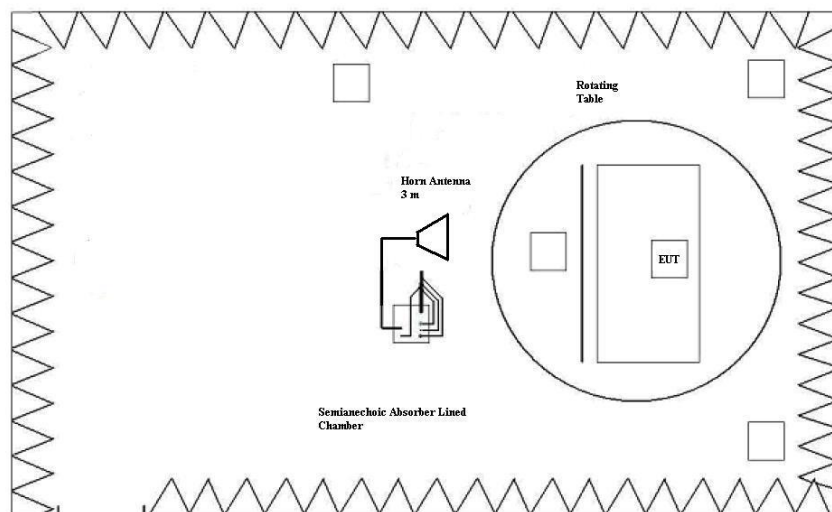 Rotating
Table
Horn Antenna
3 m
EUT
Semianechoic Absorber Lined
Chamber